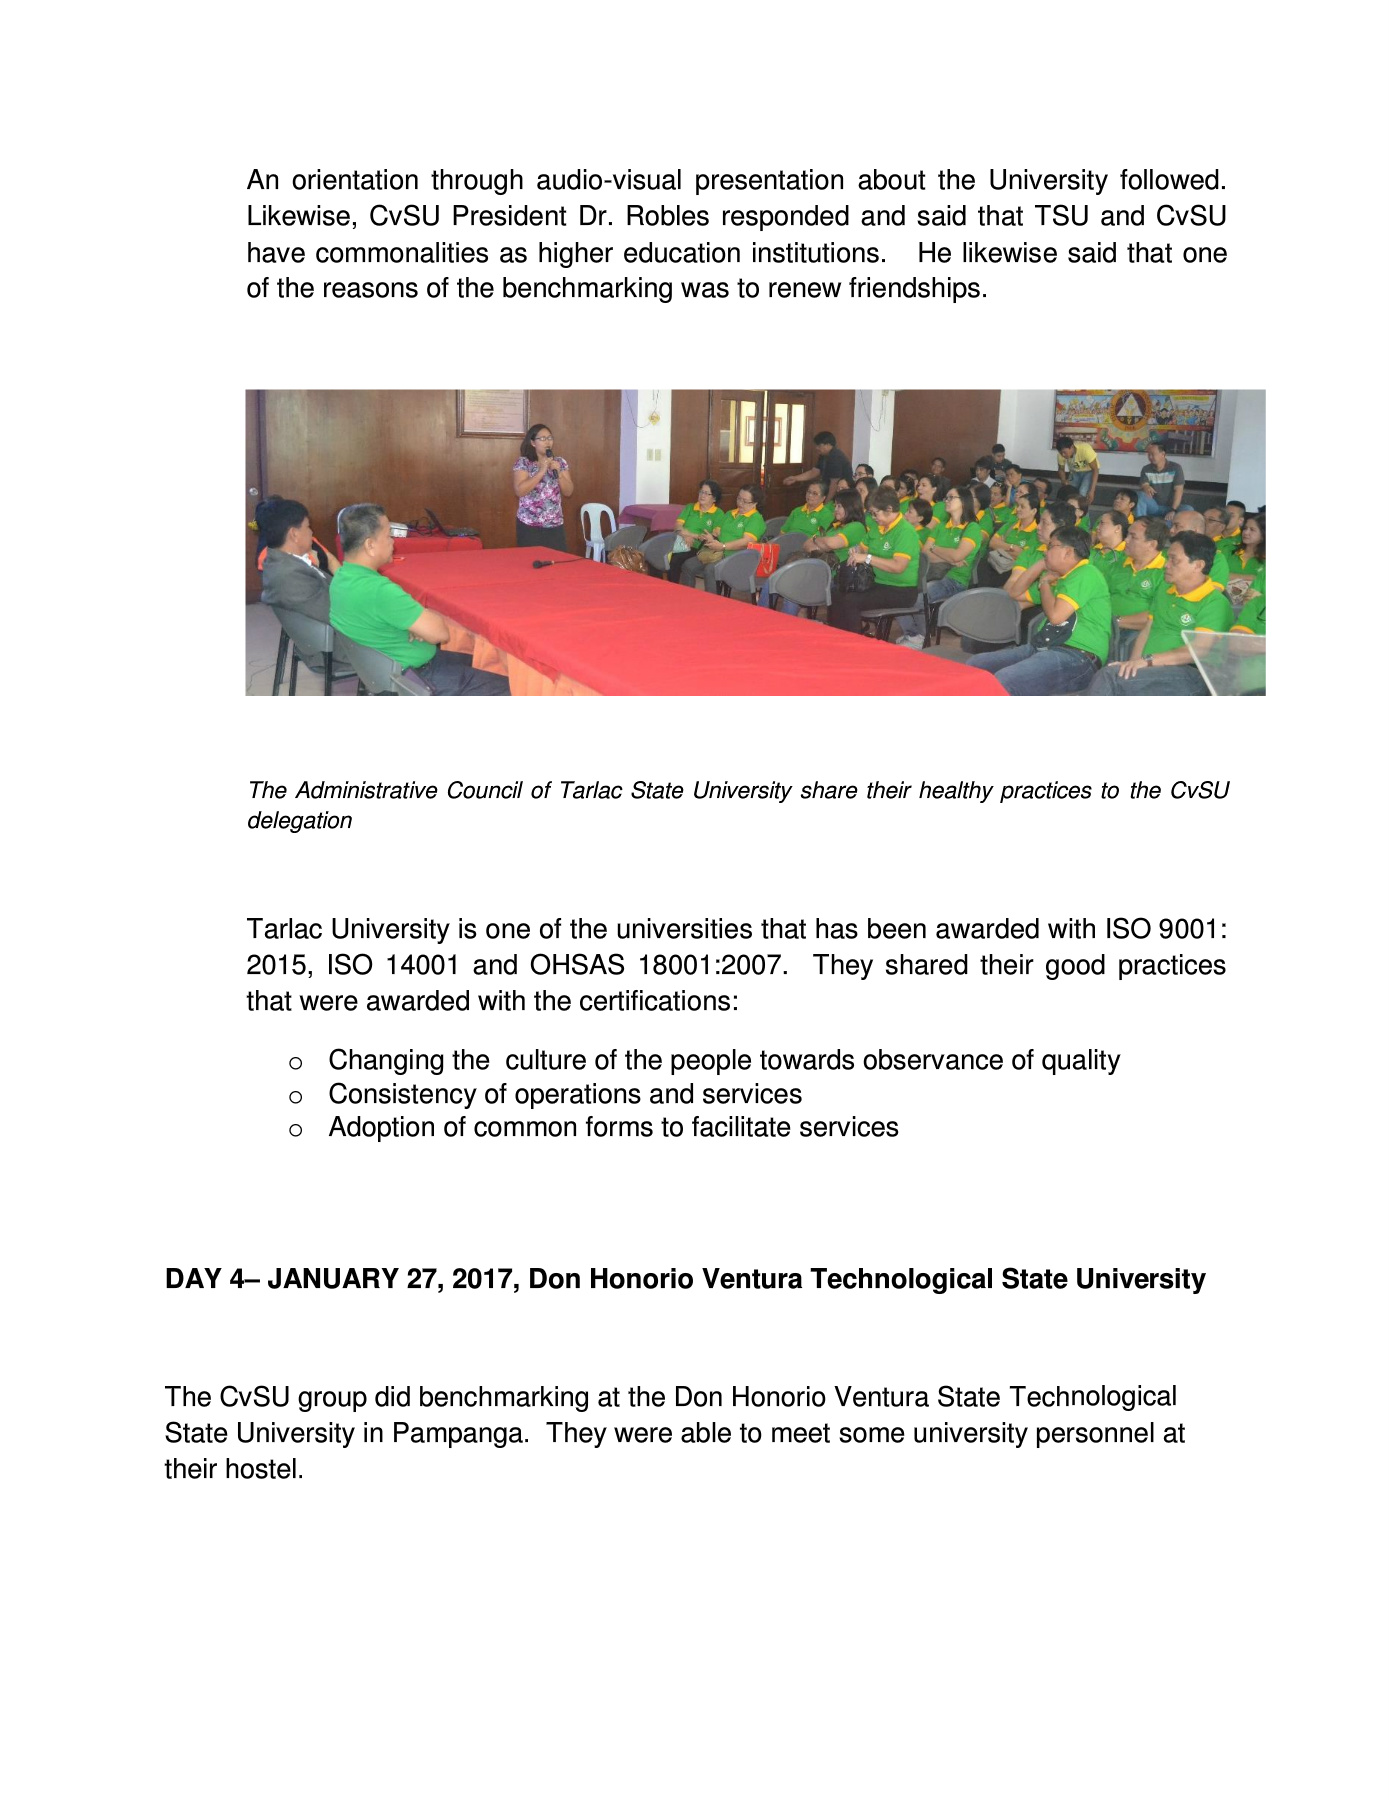 An orientation through audio-visual presentation about the University followed.
Likewise, CvSU President Dr. Robles responded and said that TSU and CvSU
have commonalities as higher education institutions.   He likewise said that one
of the reasons of the benchmarking was to renew friendships.
The Administrative Council of Tarlac State University share their healthy practices to the CvSU
delegation
Tarlac University is one of the universities that has been awarded with ISO 9001:
2015, ISO 14001 and OHSAS 18001:2007.  They shared their good practices
that were awarded with the certifications:
o Changing the  culture of the people towards observance of quality
o Consistency of operations and services
o Adoption of common forms to facilitate services
DAY 4– JANUARY 27, 2017, Don Honorio Ventura Technological State University
The CvSU group did benchmarking at the Don Honorio Ventura State Technological
State University in Pampanga.  They were able to meet some university personnel at
their hostel.